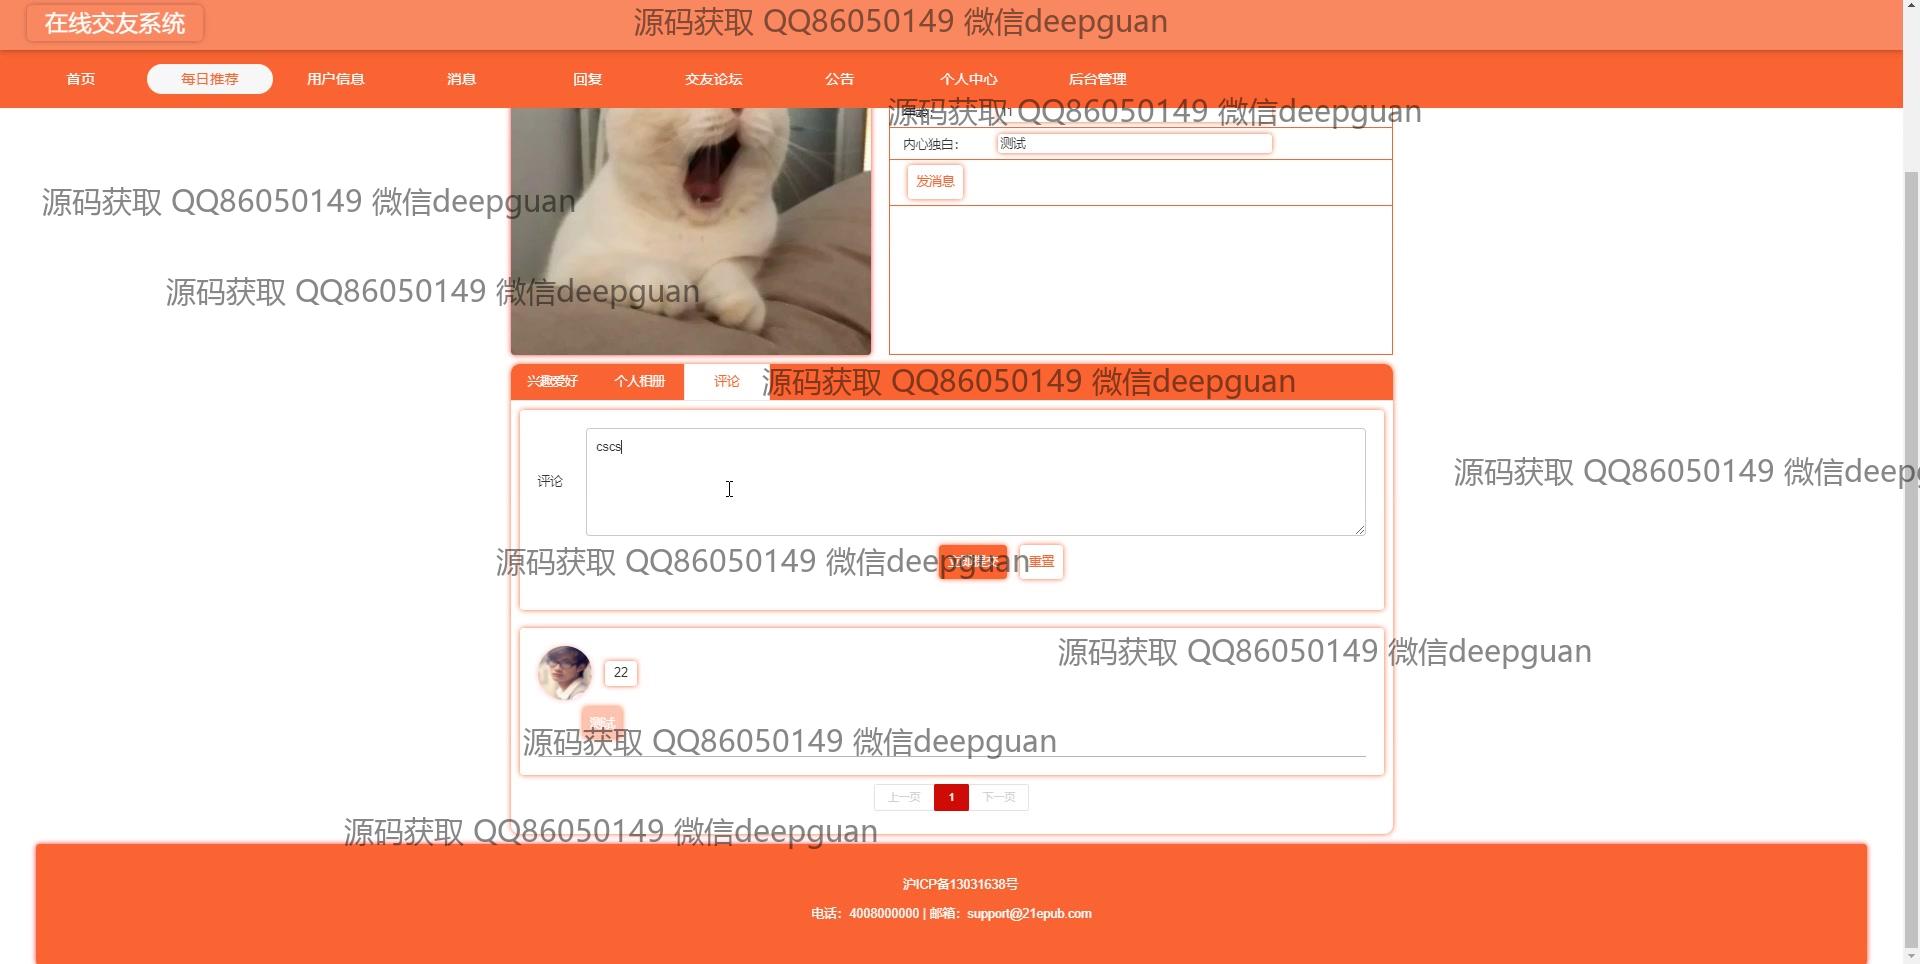 在线交友系统
源码获取 QQ86050149 微信deepguan
首页
每日推荐
用户信息
消息
回复
交友论坛
公告
个人中心
后台管理
源码获取 QQ86050149 微信deepguan
11
内心独白：
测试
发消息
源码获取 QQ86050149 微信deepguan
源码获取 QQ86050149 微信deepguan
兴趣爱好
个人相册
评论
源码获取 QQ86050149 微信deepguan
cscs
评论
源码获取 QQ86050149 微信deepg
源码获取 QQ86050149 微信deepguan
立即提交
重置
22
源码获取 QQ86050149 微信deepguan
测试
源码获取 QQ86050149 微信deepguan
上一页
1
下一页
源码获取 QQ86050149 微信deepguan
沪ICP备13031638号
电话：4008000000 | 邮箱：support@21epub.com